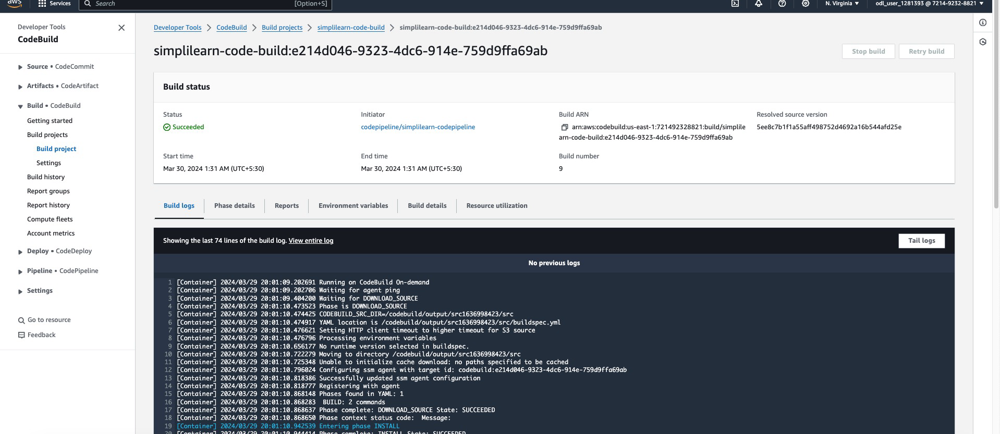 aws
Services
Search
[Option+S]
N. Virginia
odl_user_1281393 @ 7214-9232-8821
Developer Tools
CodeBuild
Source • CodeCommit
Artifacts • CodeArtifact
Build • CodeBuild
Getting started
Build projects
Build project
Settings
Build history
Report groups
Report history
Compute fleets
Account metrics
Deploy • CodeDeploy
Pipeline • CodePipeline
Settings
Go to resource
Feedback
Developer Tools > CodeBuild > Build projects > simplilearn-code-build > simplilearn-code-build:e214d046-9323-4dc6-914e-759d9ffa69ab
simplilearn-code-build:e214d046-9323-4dc6-914e-759d9ffa69ab
Stop build
Retry build
Build status
Status
Succeeded
Initiator
codepipeline/simplilearn-codepipeline
Build ARN
arn:aws:codebuild:us-east-1:721492328821:build/simplile
arn-code-build:e214d046-9323-4dc6-914e-759d9ffa69ab
Resolved source version
5ee8c7b1f1a55aff498752d4692a16b544afd25e
Start time
Mar 30, 2024 1:31 AM (UTC+5:30)
End time
Mar 30, 2024 1:31 AM (UTC+5:30)
Build number
9
Build logs
Phase details
Reports
Environment variables
Build details
Resource utilization
Showing the last 74 lines of the build log. View entire log
Tail logs
No previous logs
1 [Container] 2024/03/29 20:01:09.202691 Running on CodeBuild On-demand
2 [Container] 2024/03/29 20:01:09.202706 Waiting for agent ping
3 [Container] 2024/03/29 20:01:09.404200 Waiting for DOWNLOAD_SOURCE
4 [Container] 2024/03/29 20:01:10.473523 Phase is DOWNLOAD_SOURCE
5 [Container] 2024/03/29 20:01:10.474425 CODEBUILD_SRC_DIR=/codebuild/output/src1636998423/src
6 [Container] 2024/03/29 20:01:10.474917 YAML location is /codebuild/output/src1636998423/src/buildspec.yml
7 [Container] 2024/03/29 20:01:10.476621 Setting HTTP client timeout to higher timeout for S3 source
8 [Container] 2024/03/29 20:01:10.476796 Processing environment variables
9 [Container] 2024/03/29 20:01:10.656177 No runtime version selected in buildspec.
10 [Container] 2024/03/29 20:01:10.722279 Moving to directory /codebuild/output/src1636998423/src
11 [Container] 2024/03/29 20:01:10.725348 Unable to initialize cache download: no paths specified to be cached
12 [Container] 2024/03/29 20:01:10.796024 Configuring ssm agent with target id: codebuild:e214d046-9323-4dc6-914e-759d9ffa69ab
13 [Container] 2024/03/29 20:01:10.818386 Successfully updated ssm agent configuration
14 [Container] 2024/03/29 20:01:10.818777 Registering with agent
15 [Container] 2024/03/29 20:01:10.868148 Phases found in YAML: 1
16 [Container] 2024/03/29 20:01:10.868283  BUILD: 2 commands
17 [Container] 2024/03/29 20:01:10.868637 Phase complete: DOWNLOAD_SOURCE State: SUCCEEDED
18 [Container] 2024/03/29 20:01:10.868650 Phase context status code:  Message:
19 [Container] 2024/03/29 20:01:10.942539 Entering phase INSTALL
20 [Container] 2024/03/29 20:01:10.944414 Phase complete: INSTALL State: SUCCEEDED